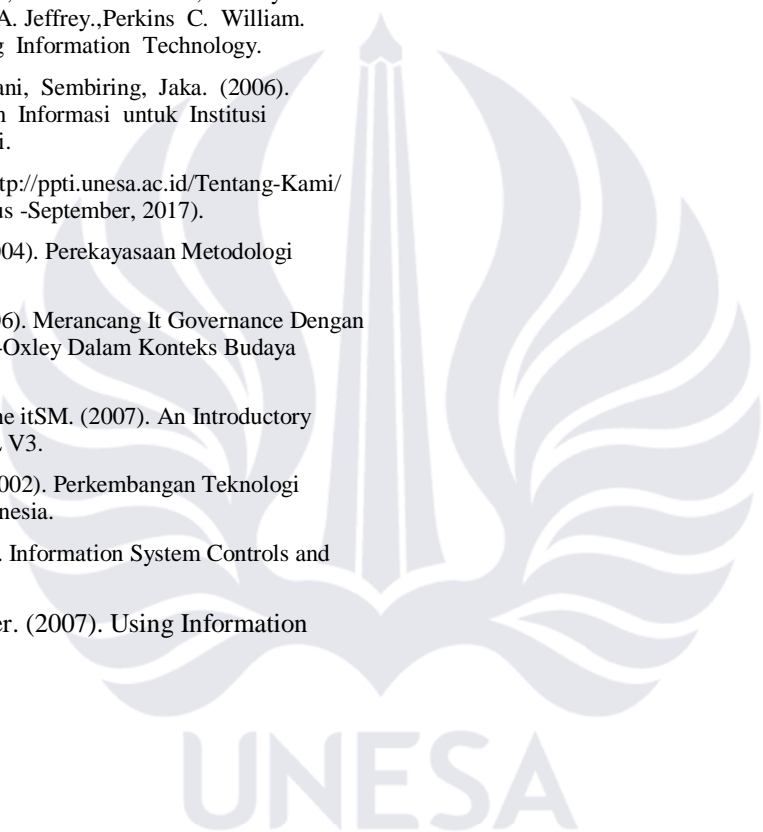 A. Jeffrey.,Perkins C. William.
g Information Technology.
ani, Sembiring, Jaka. (2006).
n Informasi untuk Institusi
i.
tp://ppti.unesa.ac.id/Tentang-Kami/
us -September, 2017).
004). Perekayasaan Metodologi
06). Merancang It Governance Dengan
-Oxley Dalam Konteks Budaya
he itSM. (2007). An Introductory
V3.
002). Perkembangan Teknologi
nesia.
. Information System Controls and
er. (2007). Using Information
UNESA